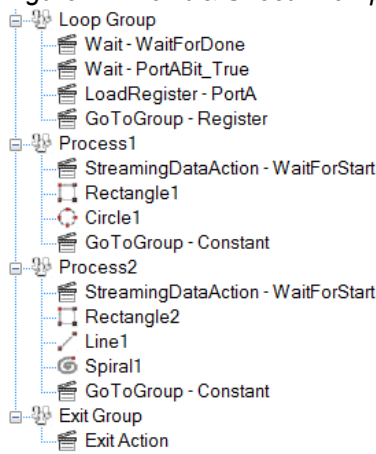 Loop Group
Wait - WaitForDone
Wait - PortABit_True
LoadRegister - PortA
GoToGroup - Register
Process1
StreamingDataAction - WaitForStart
Rectangle1
Circle1
GoToGroup - Constant
Process2
StreamingDataAction - WaitForStart
Rectangle2
Line1
Spiral1
GoToGroup - Constant
Exit Group
Exit Action